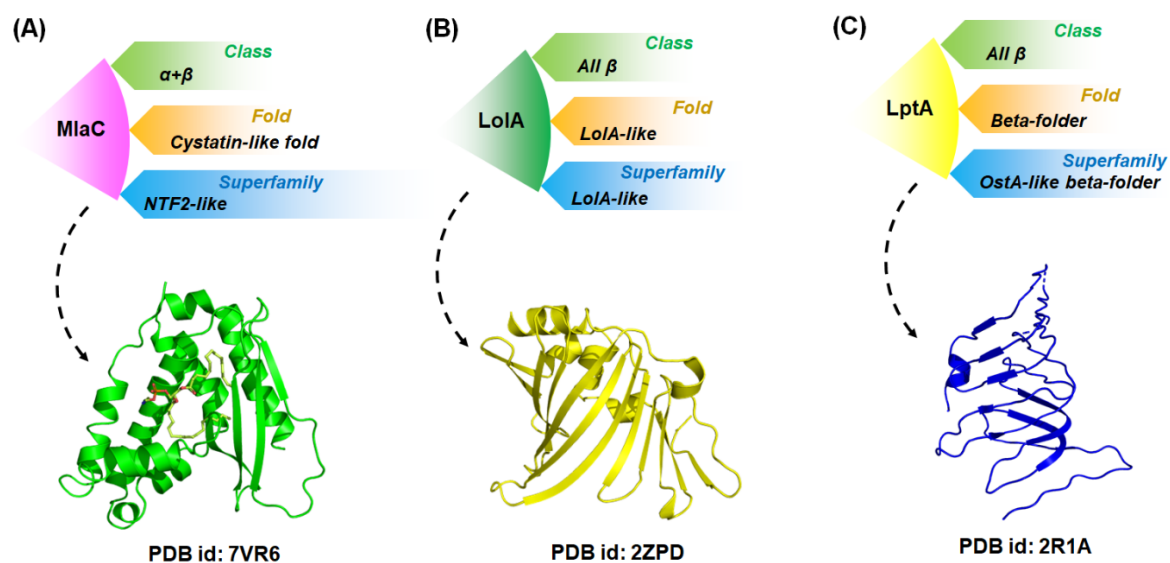 (A)
Class
α+β
MlaC
Fold
Cystatin-like fold
Superfamily
NTF2-like
PDB id: 7VR6
(B)
Class
All β
LolA
Fold
LolA-like
Superfamily
LolA-like
PDB id: 2ZPD
(C)
Class
All β
LptA
Fold
Beta-folder
Superfamily
OstA-like beta-folder
PDB id: 2R1A